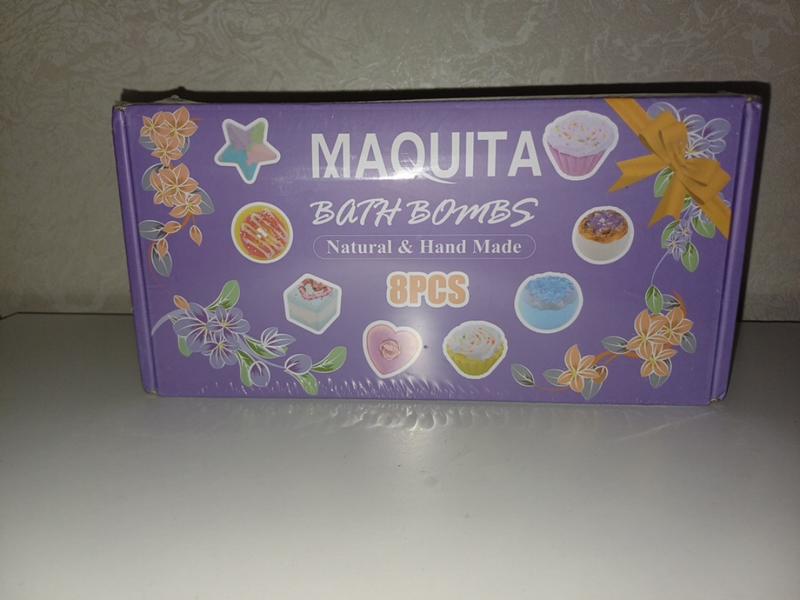 MAQUITA
BATH BOMBS
Natural & Hand Made
8PCS